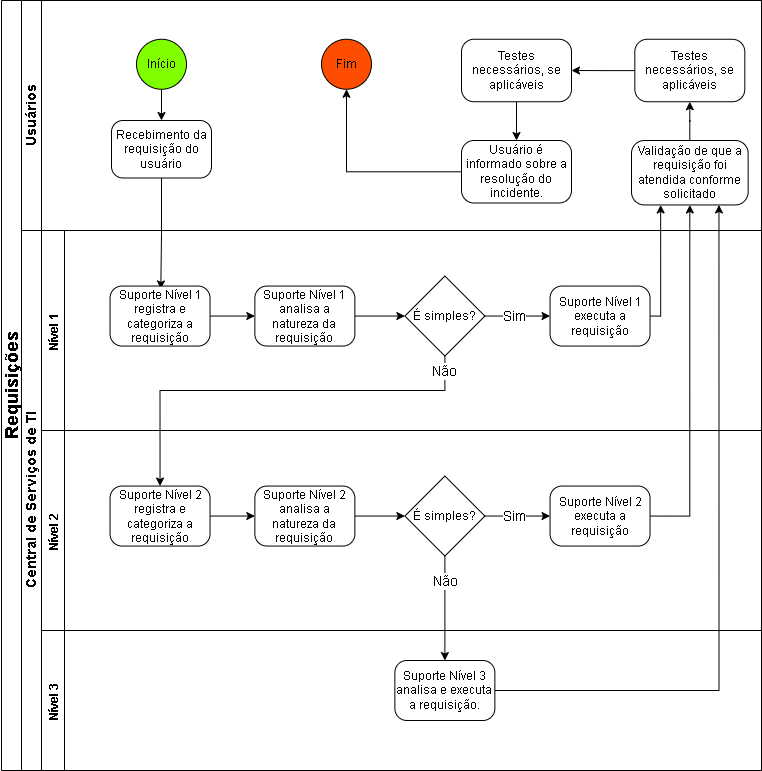 Requisições
Usuários
Início
Fim
Testes
necessários, se
aplicáveis
Testes
necessários, se
aplicáveis
Recebimento da
requisição do
usuário
Usuário é
informado sobre a
resolução do
incidente.
Validação de que a
requisição foi
atendida conforme
solicitado
Central de Serviços de TI
Nível 1
Suporte Nível 1
registra e
categoriza a
requisição
Suporte Nível 1
analisa a
natureza da
requisição
É simples?
Sim
Suporte Nível 1
executa a
requisição
Não
Nível 2
Suporte Nível 2
registra e
categoriza a
requisição
Suporte Nível 2
analisa a
natureza da
requisição
É simples?
Sim
Suporte Nível 2
executa a
requisição
Não
Nível 3
Suporte Nível 3
analisa e executa
a requisição.